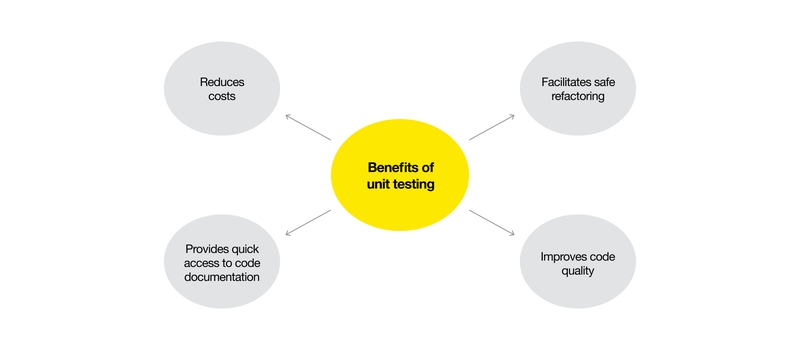 Reduces
costs
Facilitates safe
refactoring
Benefits of
unit testing
Provides quick
access to code
documentation
Improves code
quality